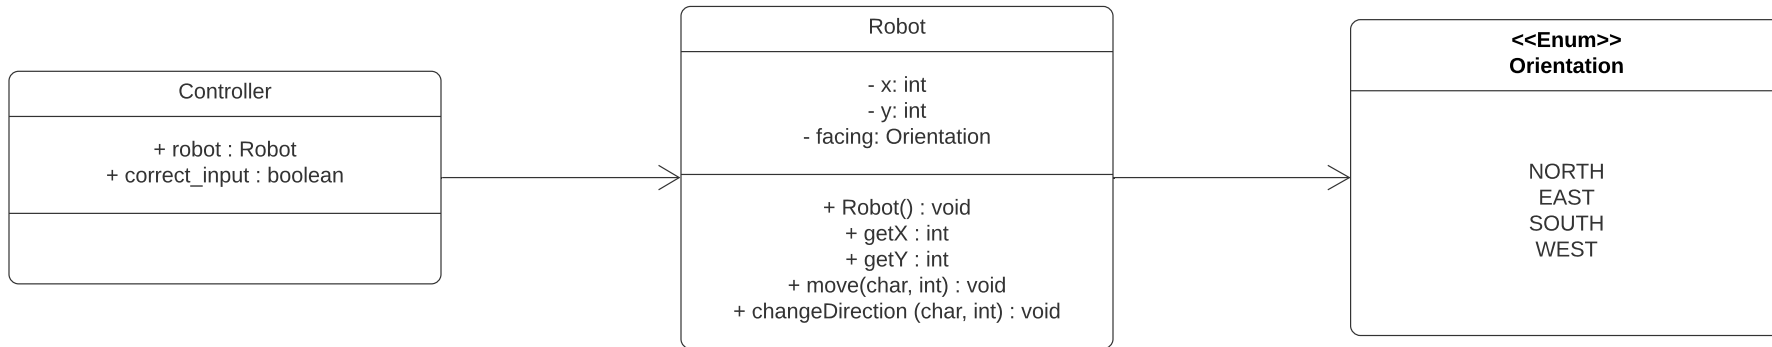 Controller
+ robot : Robot
+ correct_input : boolean
Robot
- x: int
- y: int
- facing: Orientation
+ Robot() : void
+ getX : int
+ getY : int
+ move(char, int) : void
+ changeDirection (char, int) : void
<<Enum>>
Orientation
NORTH
EAST
SOUTH
WEST